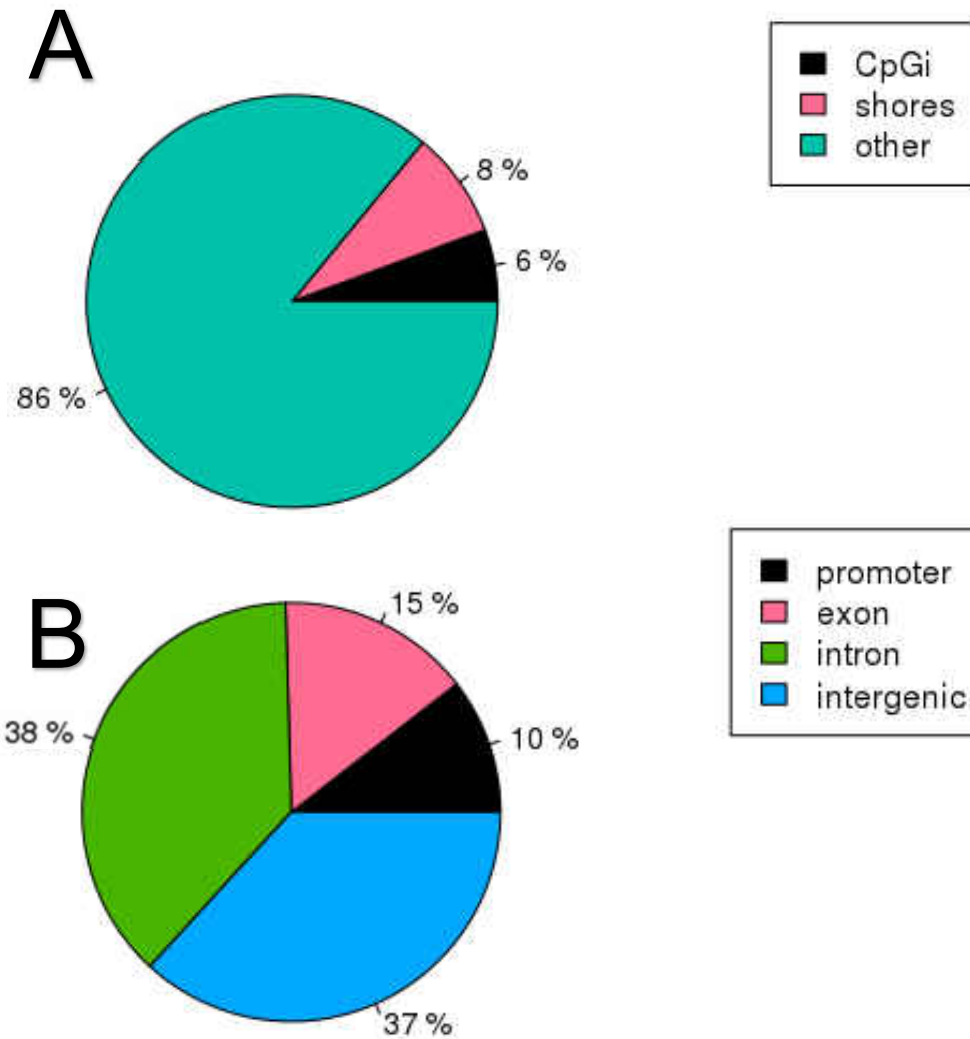 A
CpGi
shores
other
8 %
6 %
86 %
B
promoter
exon
intron
intergenic
15 %
10 %
38 %
37 %